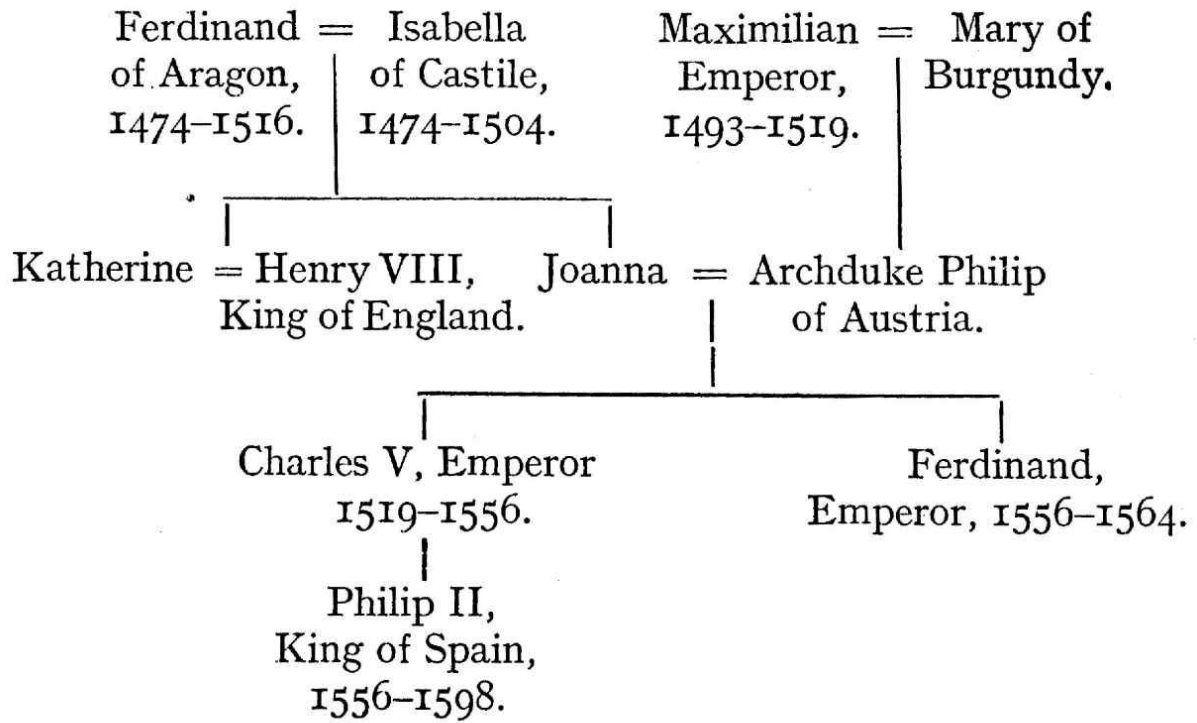 Ferdinand = Isabella Maximilian = Mary of
of Aragon, of Castile, Emperor, Burgundy.
1474–1516. 1474–1504. 1493–1519.
Katherine = Henry VIII, Joanna = Archduke Philip
King of England. of Austria.
Charles V, Emperor Ferdinand,
1519–1556. Emperor, 1556–1564.
Philip II,
King of Spain,
1556–1598.